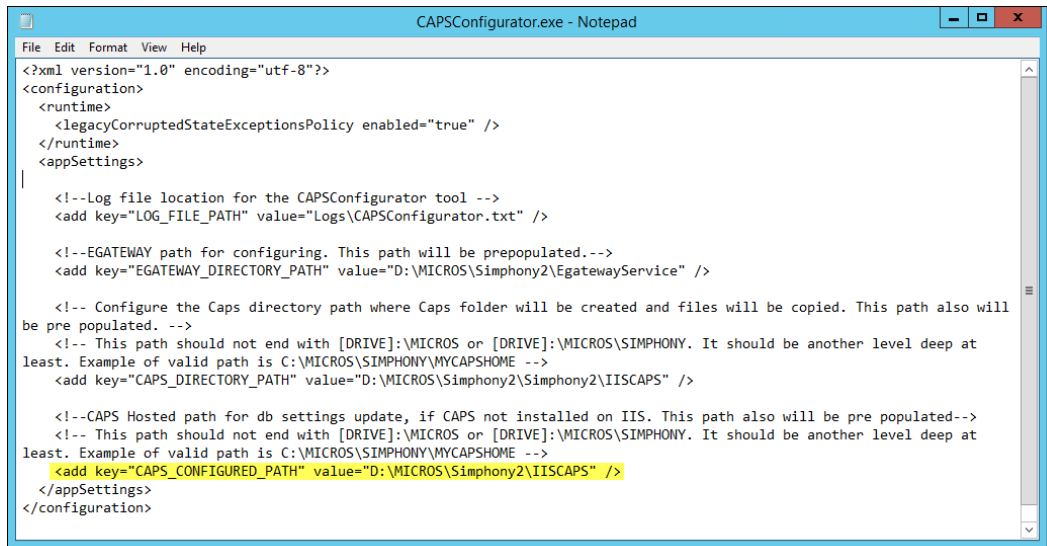 CAPSConfigurator.exe - Notepad
File Edit Format View Help
<?xml version="1.0" encoding="utf-8"?>
<configuration>
  <runtime>
    <legacyCorruptedStateExceptionsPolicy enabled="true" />
  </runtime>
  <appSettings>
    <!--Log file location for the CAPSConfigurator tool -->
    <add key="LOG_FILE_PATH" value="Logs\CAPSConfigurator.txt" />
    <!--EGATEWAY path for configuring. This path will be prepopulated.-->
    <add key="EGATEWAY_DIRECTORY_PATH" value="D:\MICROS\Simphony2\EgatewayService" />
    <!-- Configure the Caps directory path where Caps folder will be created and files will be copied. This path also will
be pre populated. -->
    <!-- This path should not end with [DRIVE]:\MICROS or [DRIVE]:\MICROS\SIMPHONY. It should be another level deep at
least. Example of valid path is C:\MICROS\SIMPHONY\MYCAPSHOME -->
    <add key="CAPS_DIRECTORY_PATH" value="D:\MICROS\Simphony2\Simphony2\IISCAPS" />
    <!--CAPS Hosted path for db settings update, if CAPS not installed on IIS. This path also will be pre populated-->
    <!-- This path should not end with [DRIVE]:\MICROS or [DRIVE]:\MICROS\SIMPHONY. It should be another level deep at
least. Example of valid path is C:\MICROS\SIMPHONY\MYCAPSHOME -->
    <add key="CAPS_CONFIGURED_PATH" value="D:\MICROS\Simphony2\IISCAPS" />
  </appSettings>
</configuration>